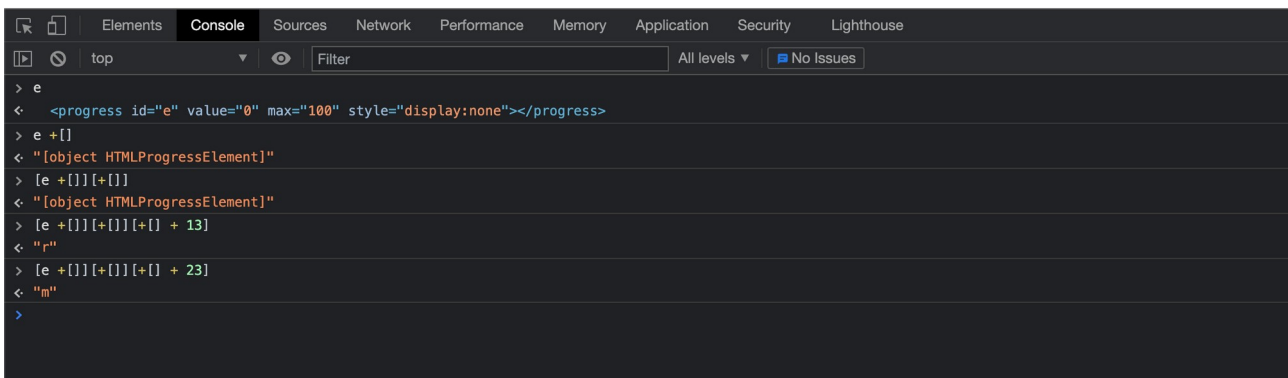 Elements Console Sources Network Performance Memory Application Security Lighthouse
top Filter All levels No Issues
> e
<progress id="e" value="0" max="100" style="display:none"></progress>
> e +[]
"[object HTMLProgressElement]"
> [e +[]][+[]]
"[object HTMLProgressElement]"
> [e +[]][+[]][+[] + 13]
"r"
> [e +[]][+[]][+[] + 23]
"m"
>